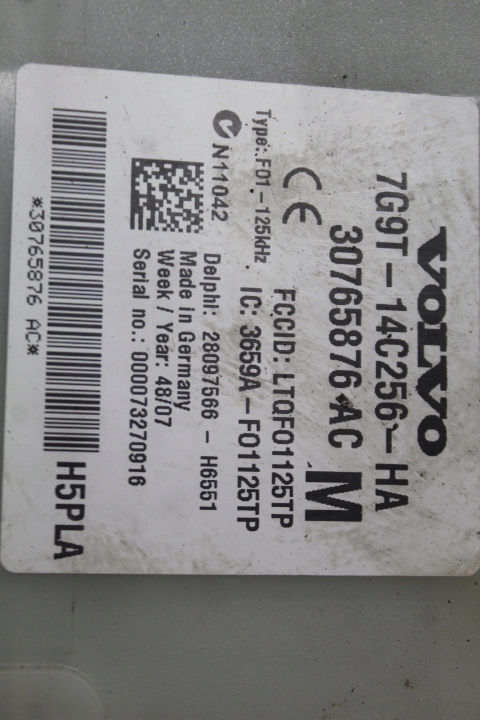 VOLVO
7G9T-14C256-HA
30765876 AC
M
CE
FCCID: LTQF01125TP
Type: F01-125kHz
IC: 3659A-F01125TP
N11042
Delphi: 28097566 - H6551
Made in Germany
Week / Year: 48/07
Serial no.: 000073270916
H5PLA
*30765876 AC*